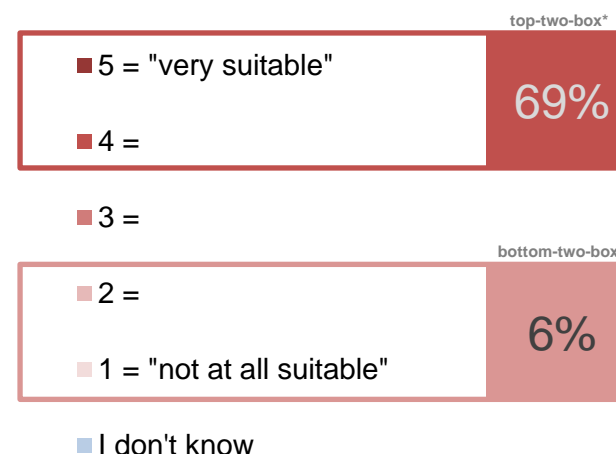 top-two-box*
5 = "very suitable"
69%
4 =
3 =
bottom-two-box
2 =
6%
1 = "not at all suitable"
I don't know